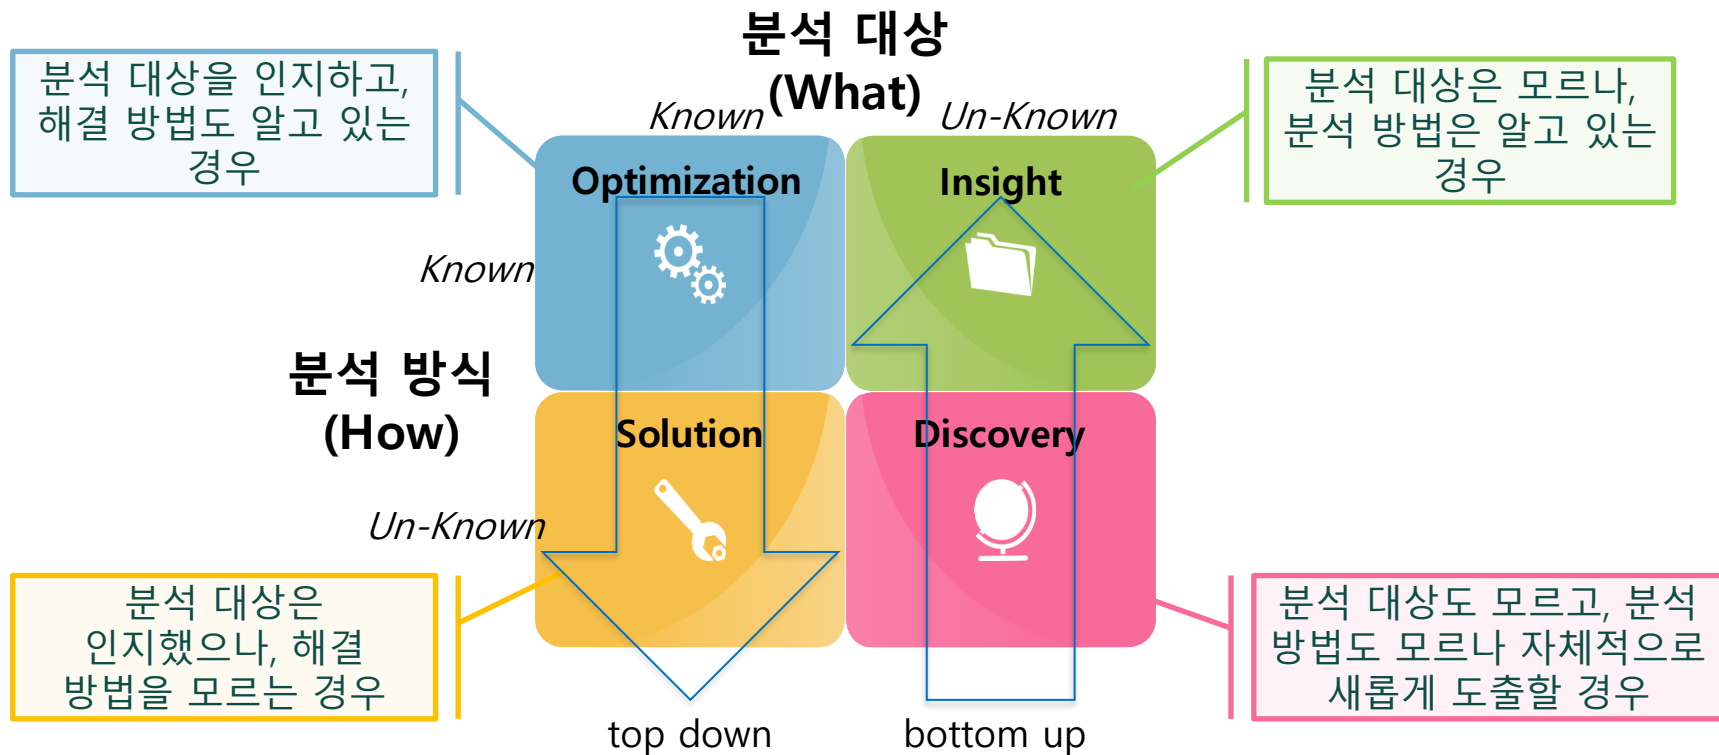 분석 대상
(What)
분석 대상을 인지하고,
해결 방법도 알고 있는
경우
Known
Un-Known
분석 대상은 모르나,
분석 방법은 알고 있는
경우
Optimization
Insight
Known
분석 방식
(How)
Solution
Discovery
Un-Known
분석 대상은
인지했으나, 해결
방법을 모르는 경우
분석 대상도 모르고, 분석
방법도 모르나 자체적으로
새롭게 도출할 경우
top down
bottom up